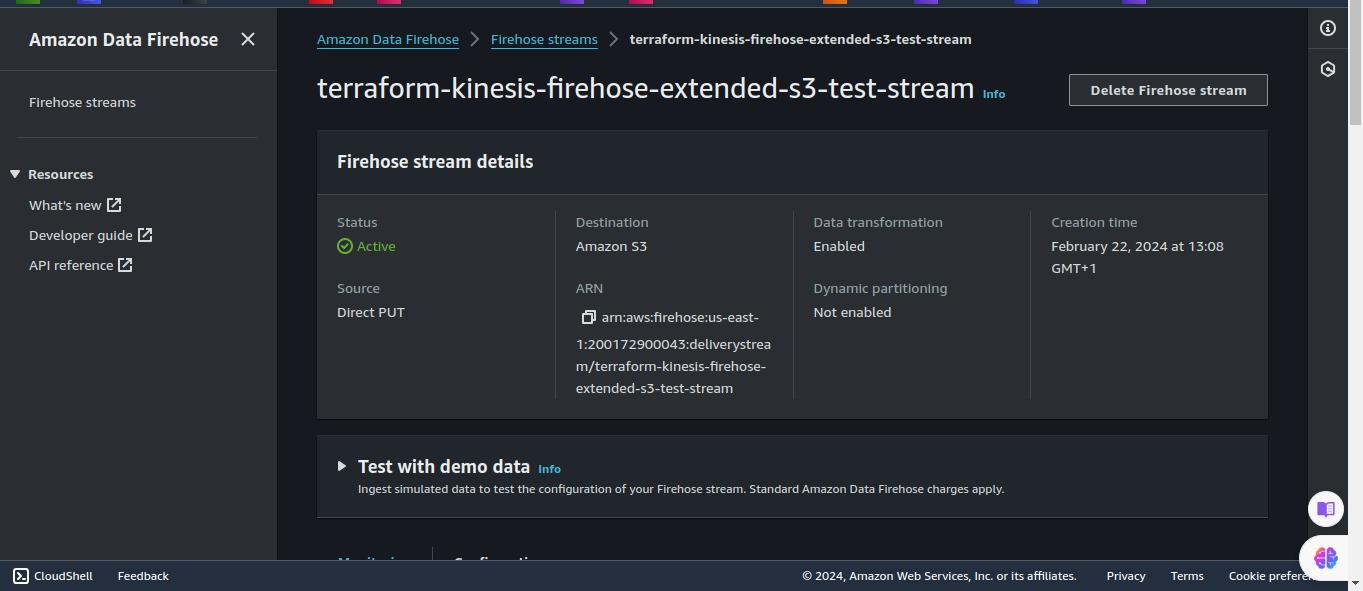 Amazon Data Firehose
Firehose streams
Resources
What's new
Developer guide
API reference
Amazon Data Firehose
Firehose streams
terraform-kinesis-firehose-extended-s3-test-stream
terraform-kinesis-firehose-extended-s3-test-stream Info
Delete Firehose stream
Firehose stream details
Status
Active
Source
Direct PUT
Destination
Amazon S3
ARN
arn:aws:firehose:us-east-
1:200172900043:deliverystrea
m/terraform-kinesis-firehose-
extended-s3-test-stream
Data transformation
Enabled
Dynamic partitioning
Not enabled
Creation time
February 22, 2024 at 13:08
GMT+1
Test with demo data Info
Ingest simulated data to test the configuration of your Firehose stream. Standard Amazon Data Firehose charges apply.
CloudShell
Feedback
© 2024, Amazon Web Services, Inc. or its affiliates.
Privacy
Terms
Cookie